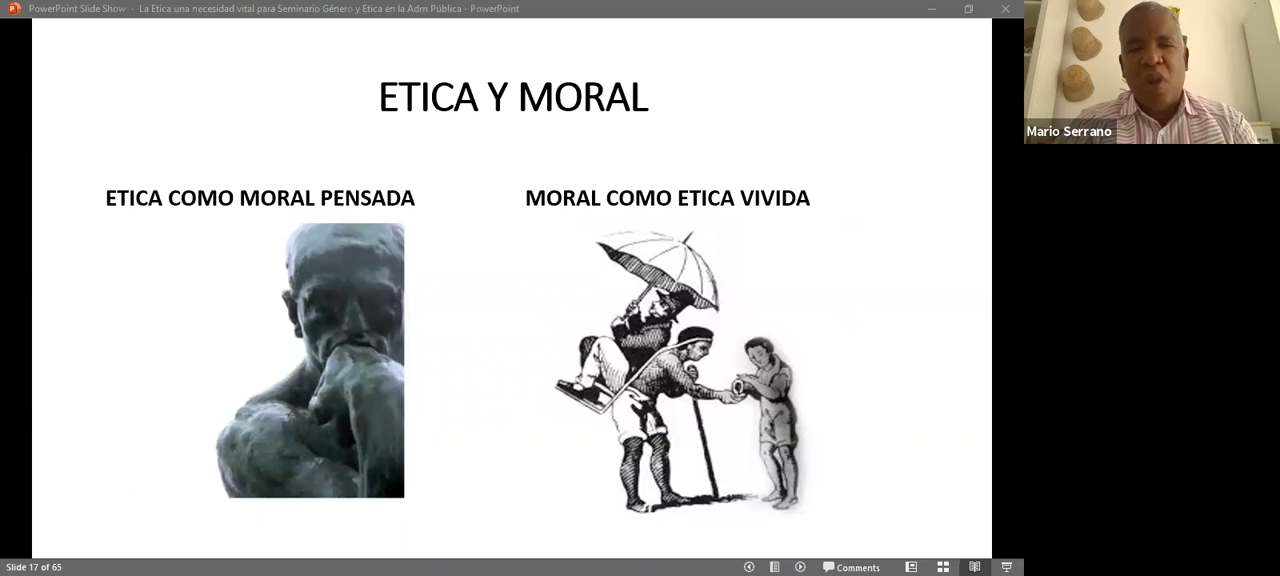 PowerPoint Slide Show - La Etica una necesidad vital para Seminario Género y Etica en la Adm Pública - PowerPoint
ETICA Y MORAL
ETICA COMO MORAL PENSADA
MORAL COMO ETICA VIVIDA
Mario Serrano
Slide 17 of 65
Comments